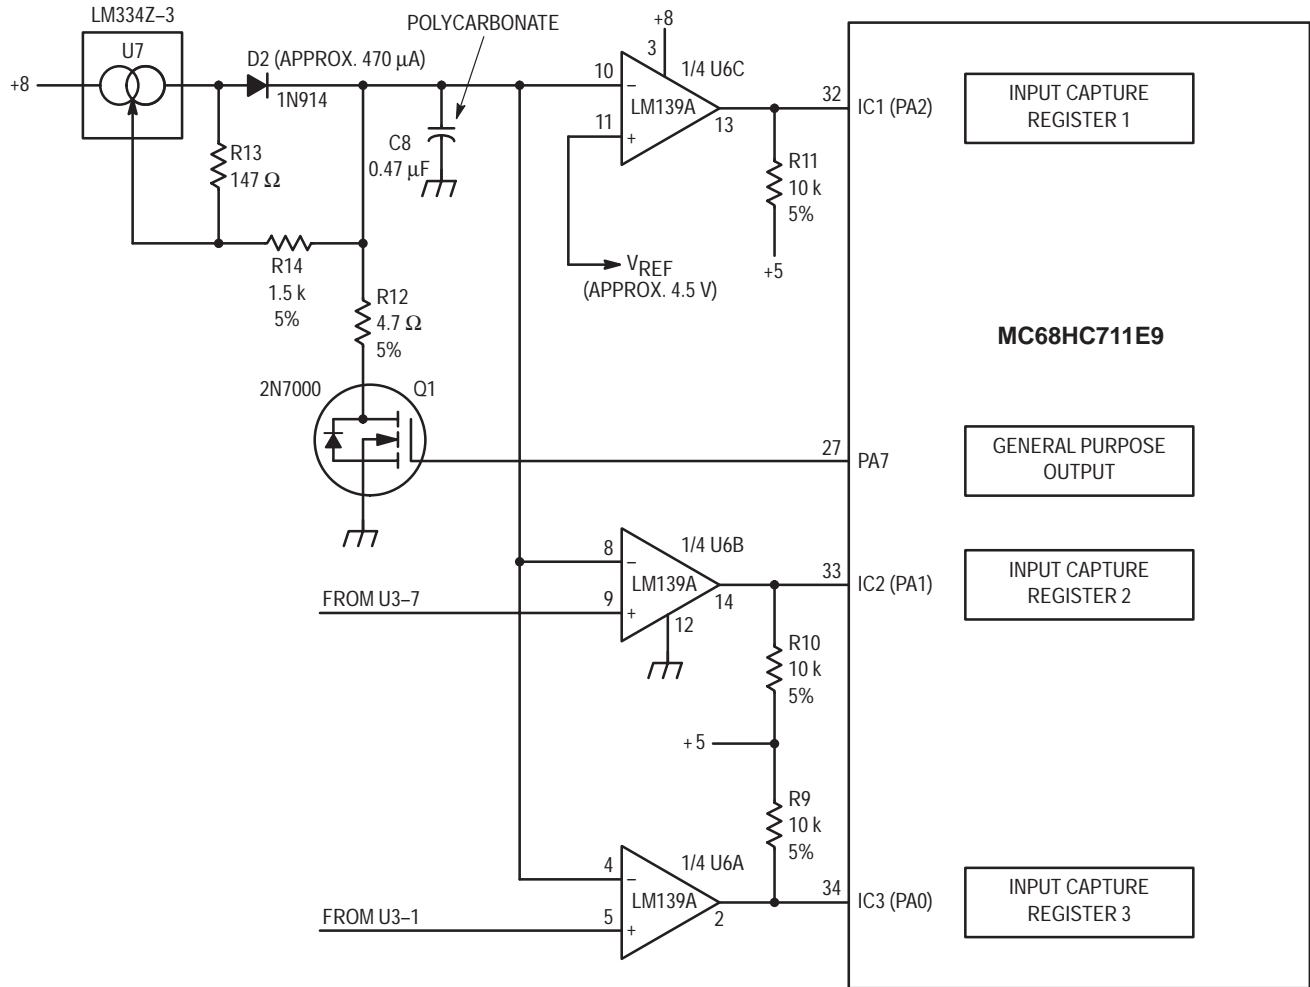 LM334Z–3
U7
+8
D2 (APPROX. 470 µA)
1N914
POLYCARBONATE
R13
147 Ω
C8
0.47 µF
R14
1.5 k
5%
R12
4.7 Ω
5%
2N7000
Q1
+8
3
1/4 U6C
10
–
LM139A
11
+
13
VREF
(APPROX. 4.5 V)
R11
10 k
5%
+5
32
IC1 (PA2)
INPUT CAPTURE
REGISTER 1
MC68HC711E9
27
PA7
GENERAL PURPOSE
OUTPUT
1/4 U6B
8
–
LM139A
FROM U3–7
9
+
14
12
33
IC2 (PA1)
INPUT CAPTURE
REGISTER 2
R10
10 k
5%
+5
R9
10 k
5%
1/4 U6A
4
–
LM139A
FROM U3–1
5
+
2
34
IC3 (PA0)
INPUT CAPTURE
REGISTER 3